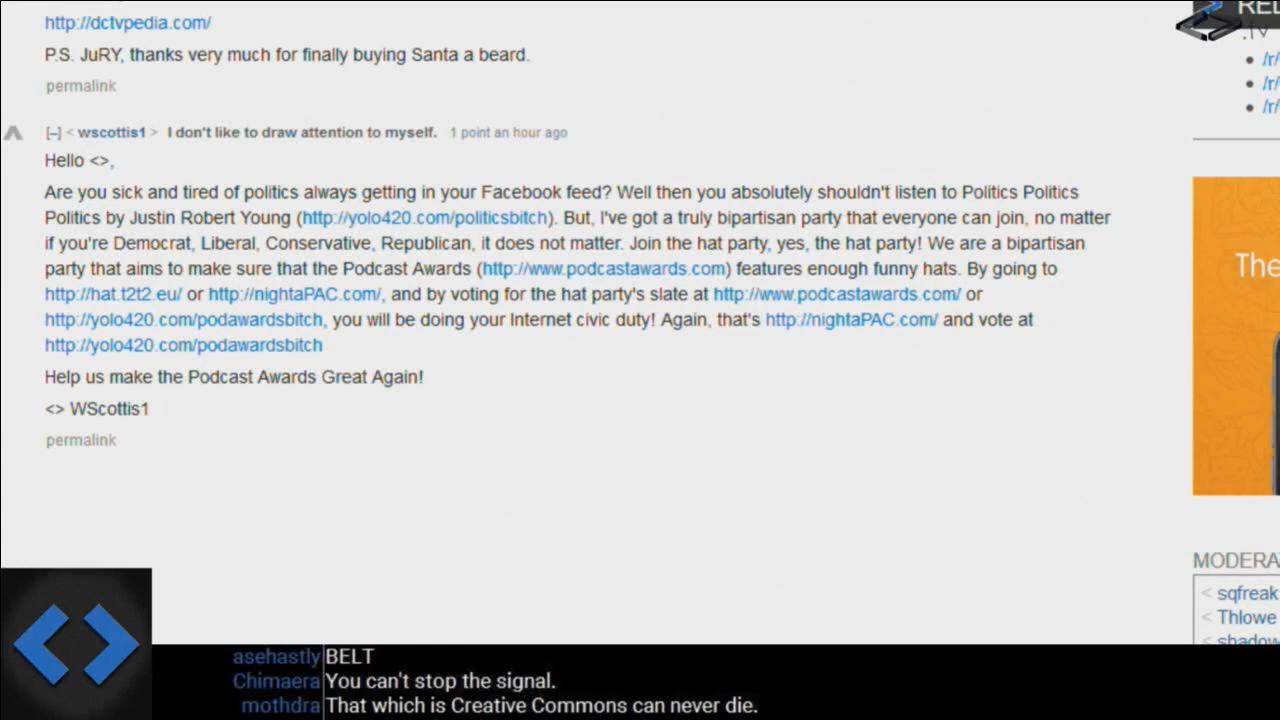 http://dctvpedia.com/
P.S. JuRY, thanks very much for finally buying Santa a beard.
permalink
[–] < wscottis1 > I don't like to draw attention to myself. 1 point an hour ago
Hello <>,
Are you sick and tired of politics always getting in your Facebook feed? Well then you absolutely shouldn't listen to Politics Politics
Politics by Justin Robert Young (http://yolo420.com/politicsbitch). But, I've got a truly bipartisan party that everyone can join, no matter
if you're Democrat, Liberal, Conservative, Republican, it does not matter. Join the hat party, yes, the hat party! We are a bipartisan
party that aims to make sure that the Podcast Awards (http://www.podcastawards.com) features enough funny hats. By going to
http://hat.t2t2.eu/ or http://nightaPAC.com/, and by voting for the hat party's slate at http://www.podcastawards.com/ or
http://yolo420.com/podawardsbitch, you will be doing your Internet civic duty! Again, that's http://nightaPAC.com/ and vote at
http://yolo420.com/podawardsbitch
Help us make the Podcast Awards Great Again!
<> WScottis1
permalink
.tv
/r/
/r/
/r/
The
MODERA
< sqfreak
< Thlowe
< shadow
asehastly BELT
Chimaera You can't stop the signal.
mothdra That which is Creative Commons can never die.